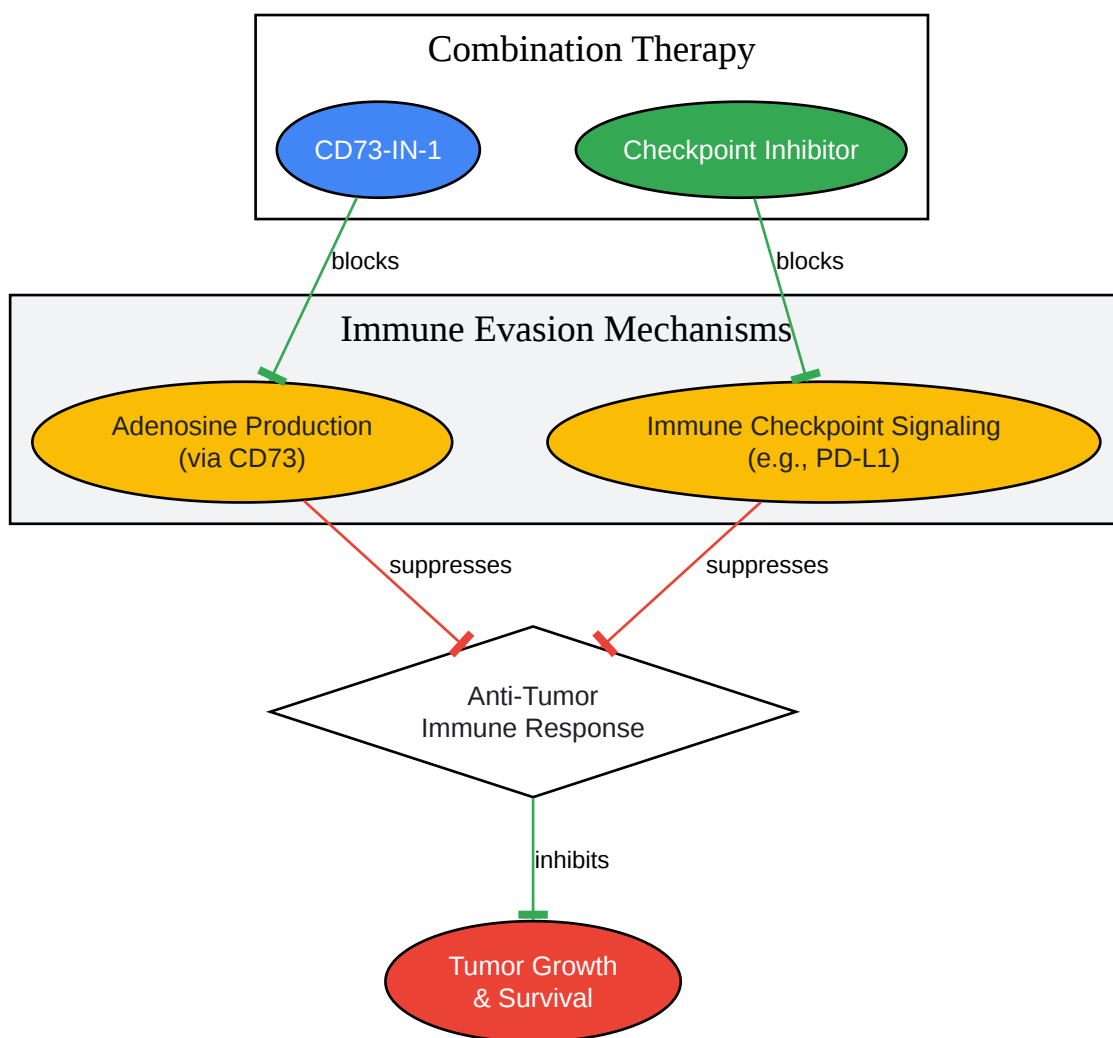 Combination Therapy
CD73-IN-1
Checkpoint Inhibitor
blocks
blocks
Immune Evasion Mechanisms
Adenosine Production
(via CD73)
Immune Checkpoint Signaling
(e.g., PD-L1)
suppresses
suppresses
Anti-Tumor
Immune Response
inhibits
Tumor Growth
& Survival